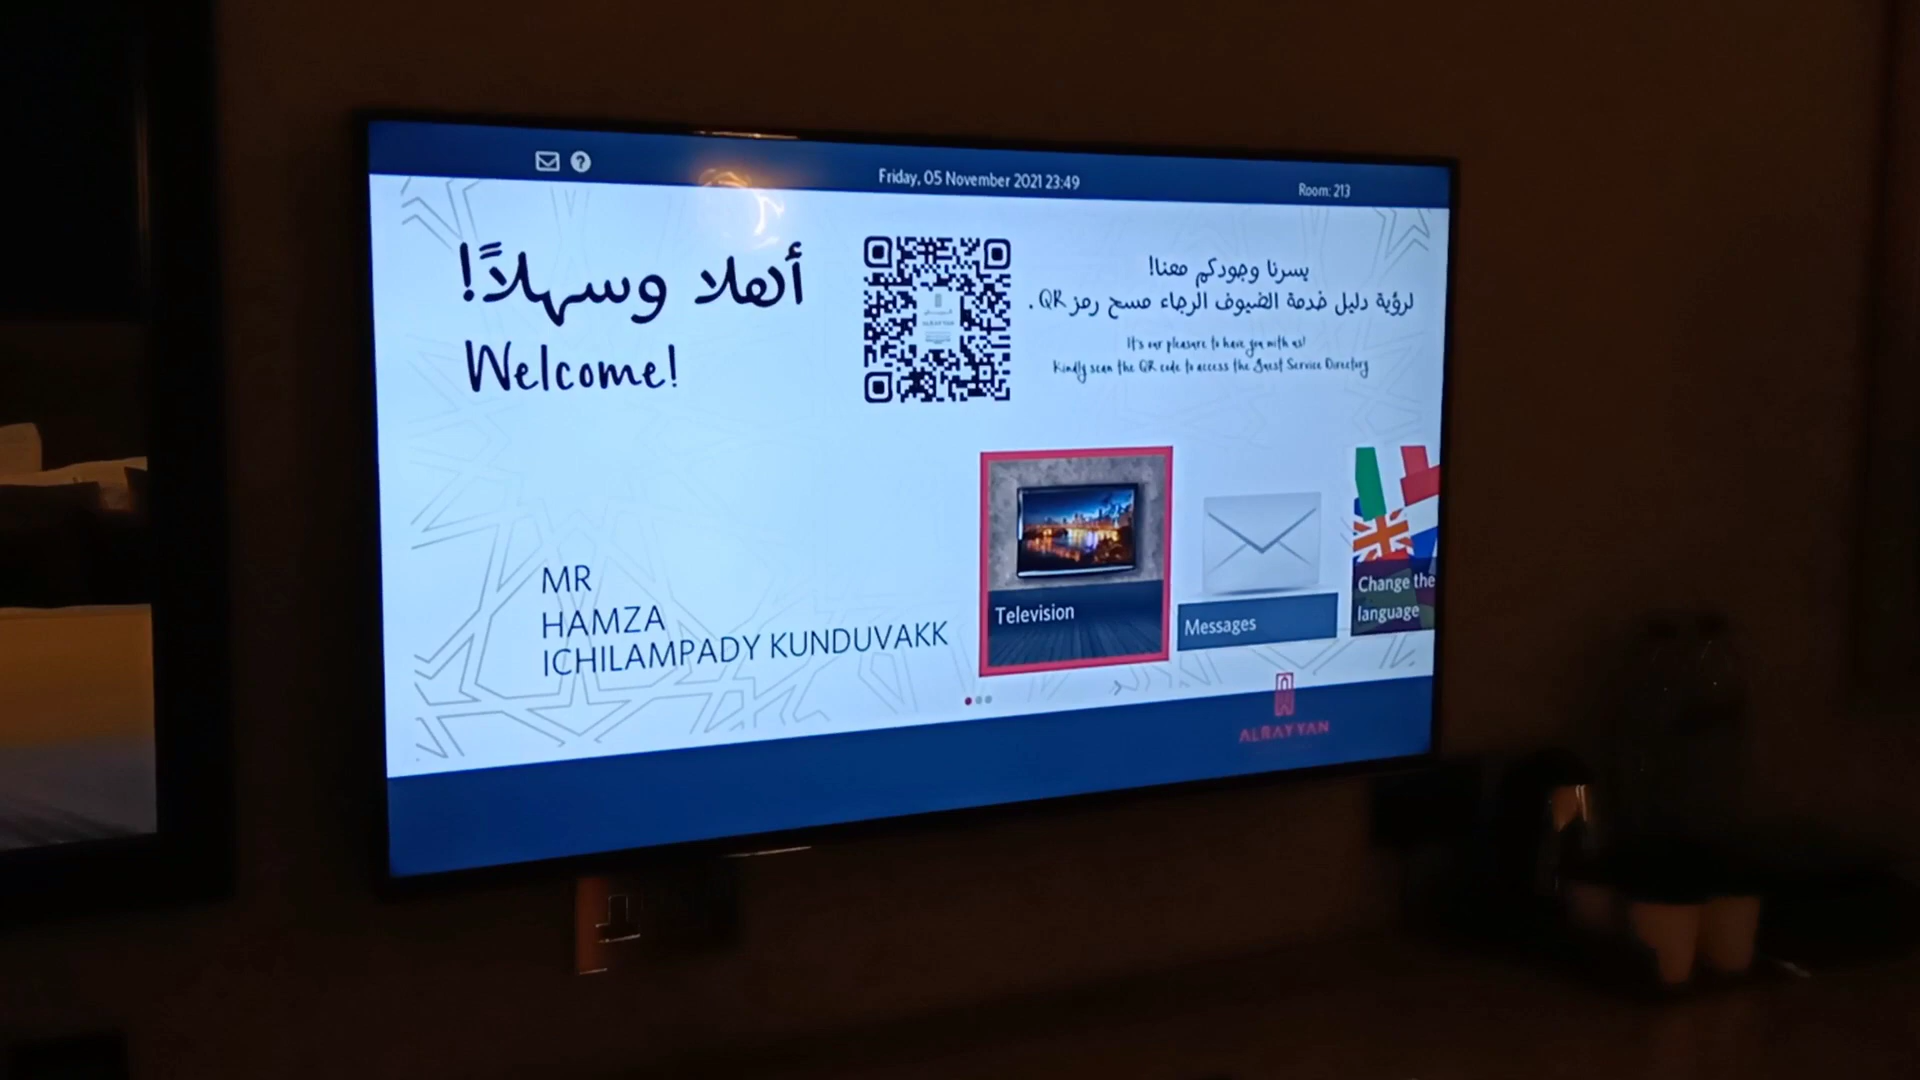 Friday, 05 November 2021 23:49
Room: 213
أهلا وسهلاً!
Welcome!
يسرنا وجودكم معنا!
لرؤية دليل خدمة الضيوف الرجاء مسح رمز QR.
It's our pleasure to have you with us!
Kindly scan the QR code to access the Guest Service Directory
ALRAYYAN
MR
HAMZA
ICHILAMPADY KUNDUVAKK
Television
Messages
Change the
language
ALRAYYAN